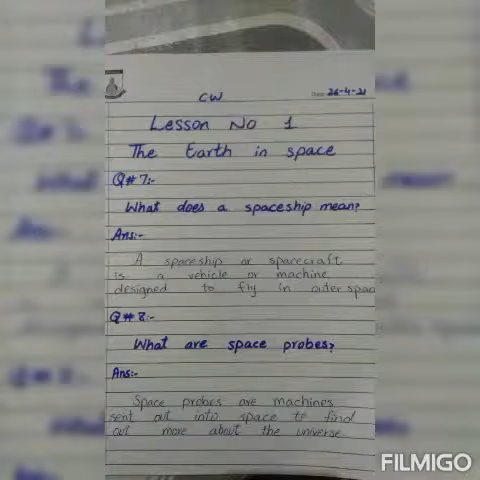 CW
Date: 26-4-21
Lesson No 1
The Earth in space
Q#7:-
What does a spaceship mean?
Ans:-
A spaceship or spacecraft
is a vehicle or machine
designed to fly in outer spac
Q#8:-
What are space probes?
Ans:-
Space probes are machines
sent out into space to find
out more about the universe.
FILMIGO